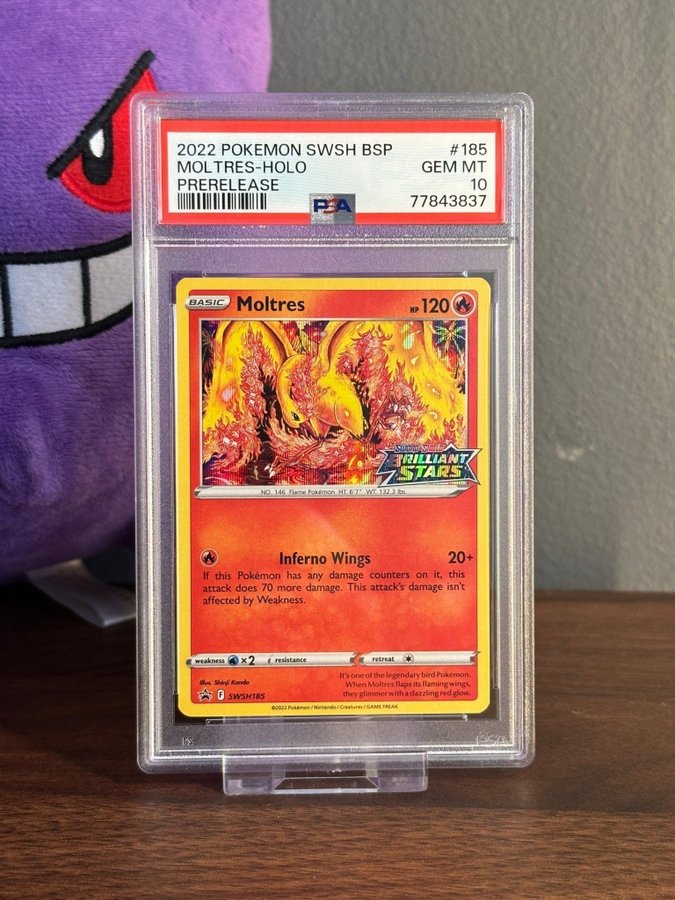 2022 POKEMON SWSH BSP #185
MOLTRES-HOLO GEM MT
PRERELEASE 10
PSA 77843837
BASIC Moltres HP 120
BRILLIANT
STARS
NO. 146 Flame Pokémon HT: 6'7" WT: 132.3 lbs
Inferno Wings 20+
If this Pokémon has any damage counters on it, this
attack does 70 more damage. This attack's damage isn't
affected by Weakness.
weakness ×2 resistance retreat
Illus. Shinji Kanda
F SWSH185
It's one of the legendary bird Pokémon.
When Moltres flaps its flaming wings,
they glimmer with a dazzling red glow.
©2022 Pokémon / Nintendo / Creatures / GAME FREAK
PSA